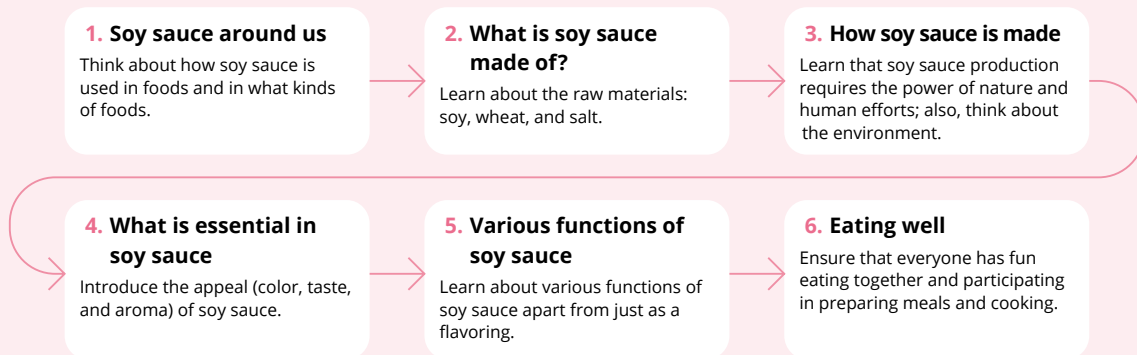 1. Soy sauce around us
Think about how soy sauce is
used in foods and in what kinds
of foods.
2. What is soy sauce
made of?
Learn about the raw materials:
soy, wheat, and salt.
3. How soy sauce is made
Learn that soy sauce production
requires the power of nature and
human efforts; also, think about
the environment.
4. What is essential in
soy sauce
Introduce the appeal (color, taste,
and aroma) of soy sauce.
5. Various functions of
soy sauce
Learn about various functions of
soy sauce apart from just as a
flavoring.
6. Eating well
Ensure that everyone has fun
eating together and participating
in preparing meals and cooking.